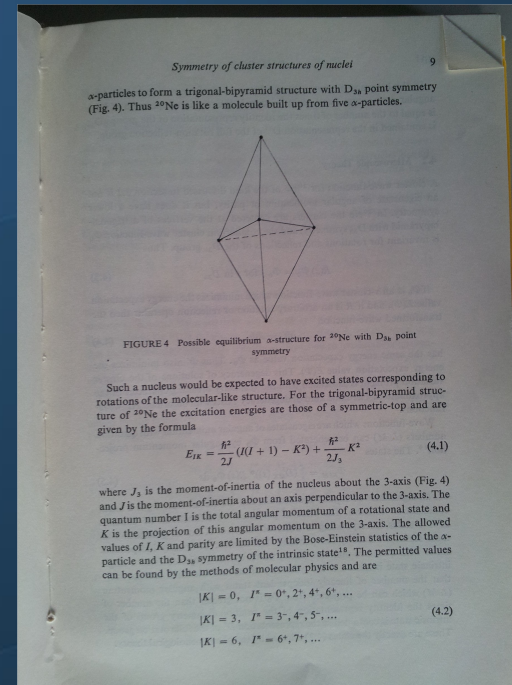 Symmetry of cluster structures of nuclei 9
α-particles to form a trigonal-bipyramid structure with D₃ₕ point symmetry
(Fig. 4). Thus ²⁰Ne is like a molecule built up from five α-particles.
FIGURE 4 Possible equilibrium α-structure for ²⁰Ne with D₃ₕ point
symmetry
Such a nucleus would be expected to have excited states corresponding to
rotations of the molecular-like structure. For the trigonal-bipyramid struc-
ture of ²⁰Ne the excitation energies are those of a symmetric-top and are
given by the formula
E_IK = ħ²/2J (I(I + 1) − K²) + ħ²/2J₃ K² (4.1)
where J₃ is the moment-of-inertia of the nucleus about the 3-axis (Fig. 4)
and J is the moment-of-inertia about an axis perpendicular to the 3-axis. The
quantum number I is the total angular momentum of a rotational state and
K is the projection of this angular momentum on the 3-axis. The allowed
values of I, K and parity are limited by the Bose-Einstein statistics of the α-
particle and the D₃ₕ symmetry of the intrinsic state¹⁸. The permitted values
can be found by the methods of molecular physics and are
|K| = 0, Iᵖ = 0⁺, 2⁺, 4⁺, 6⁺, ...
|K| = 3, Iᵖ = 3⁻, 4⁻, 5⁻, ... (4.2)
|K| = 6, Iᵖ = 6⁺, 7⁺, ...